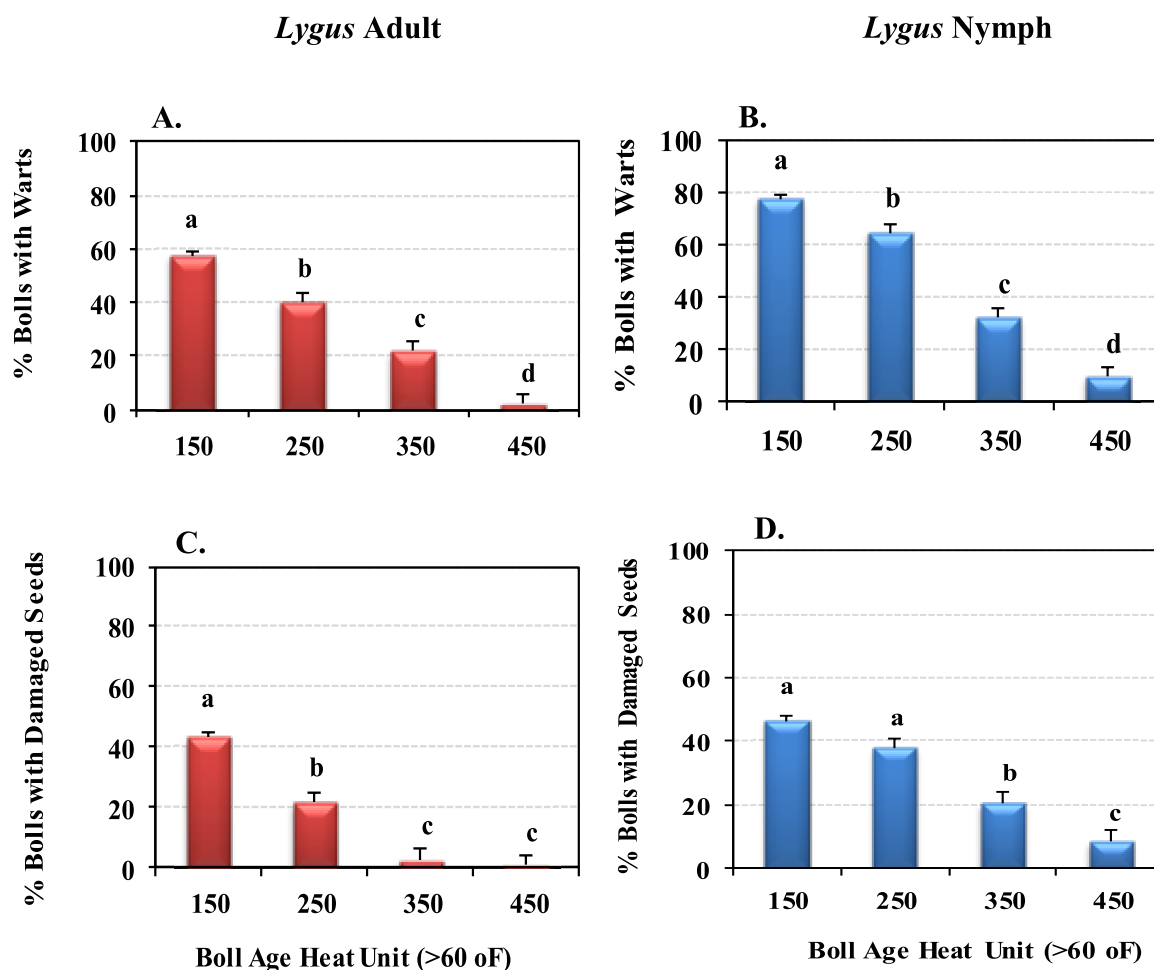 Lygus Adult
Lygus Nymph
A.
% Bolls with Warts
100
80
60
40
20
0
a
b
c
d
150 250 350 450
B.
% Bolls with Warts
100
80
60
40
20
0
a
b
c
d
150 250 350 450
C.
% Bolls with Damaged Seeds
100
80
60
40
20
0
a
b
c
c
150 250 350 450
Boll Age Heat Unit (>60 oF)
D.
% Bolls with Damaged Seeds
100
80
60
40
20
0
a
a
b
c
150 250 350 450
Boll Age Heat Unit (>60 oF)